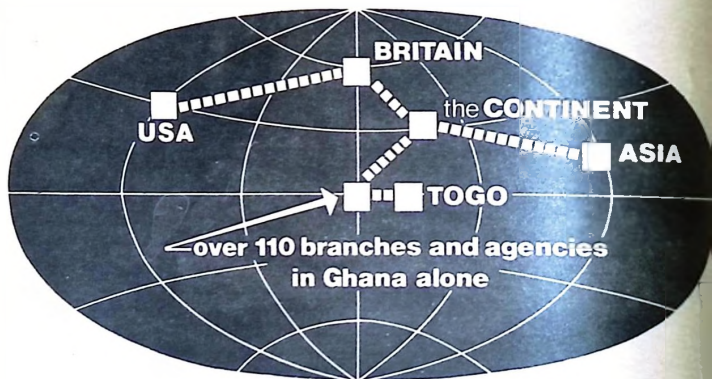 BRITAIN
the CONTINENT
USA
ASIA
TOGO
over 110 branches and agencies
in Ghana alone